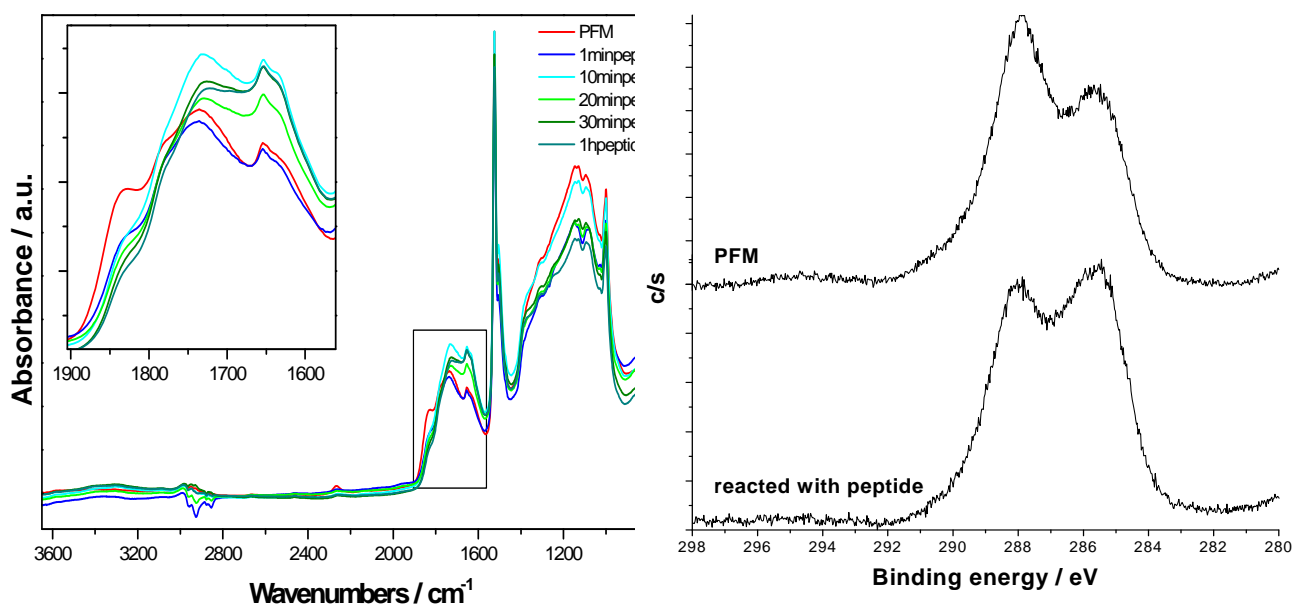 PFM
1minpep
10minpe
20minpe
30minpe
1hpeptic
Absorbance / a.u.
1900 1800 1700 1600
3600 3200 2800 2400 2000 1600 1200
Wavenumbers / cm⁻¹
c/s
PFM
reacted with peptide
298 296 294 292 290 288 286 284 282 280
Binding energy / eV